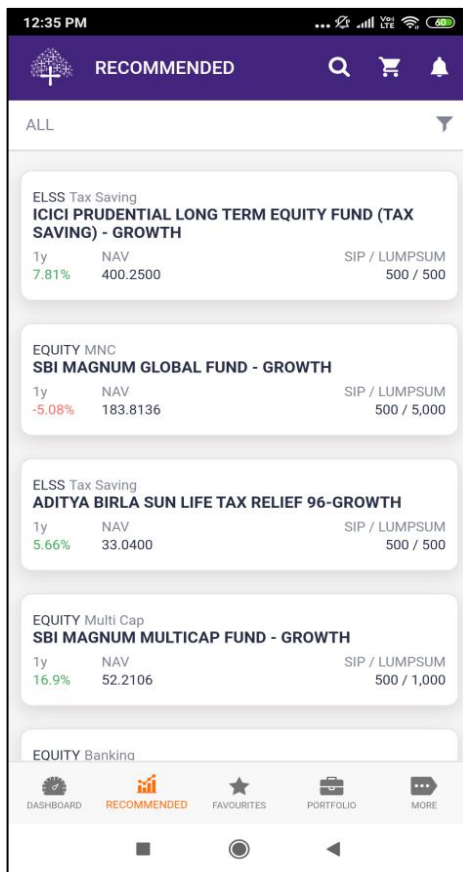 12:35 PM ... Vo) LTE 60
RECOMMENDED
ALL
ELSS Tax Saving
ICICI PRUDENTIAL LONG TERM EQUITY FUND (TAX
SAVING) - GROWTH
1y NAV SIP / LUMPSUM
7.81% 400.2500 500 / 500
EQUITY MNC
SBI MAGNUM GLOBAL FUND - GROWTH
1y NAV SIP / LUMPSUM
-5.08% 183.8136 500 / 5,000
ELSS Tax Saving
ADITYA BIRLA SUN LIFE TAX RELIEF 96-GROWTH
1y NAV SIP / LUMPSUM
5.66% 33.0400 500 / 500
EQUITY Multi Cap
SBI MAGNUM MULTICAP FUND - GROWTH
1y NAV SIP / LUMPSUM
16.9% 52.2106 500 / 1,000
EQUITY Banking
DASHBOARD RECOMMENDED FAVOURITES PORTFOLIO MORE